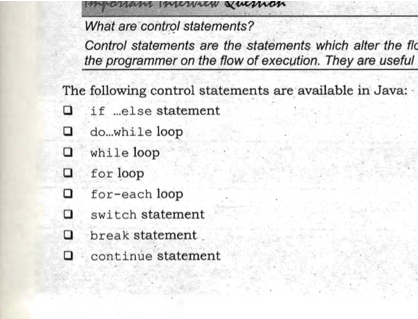 Important Interview Question
What are control statements?
Control statements are the statements which alter the flo
the programmer on the flow of execution. They are useful
The following control statements are available in Java:
❑ if ...else statement
❑ do...while loop
❑ while loop
❑ for loop
❑ for-each loop
❑ switch statement
❑ break statement
❑ continue statement